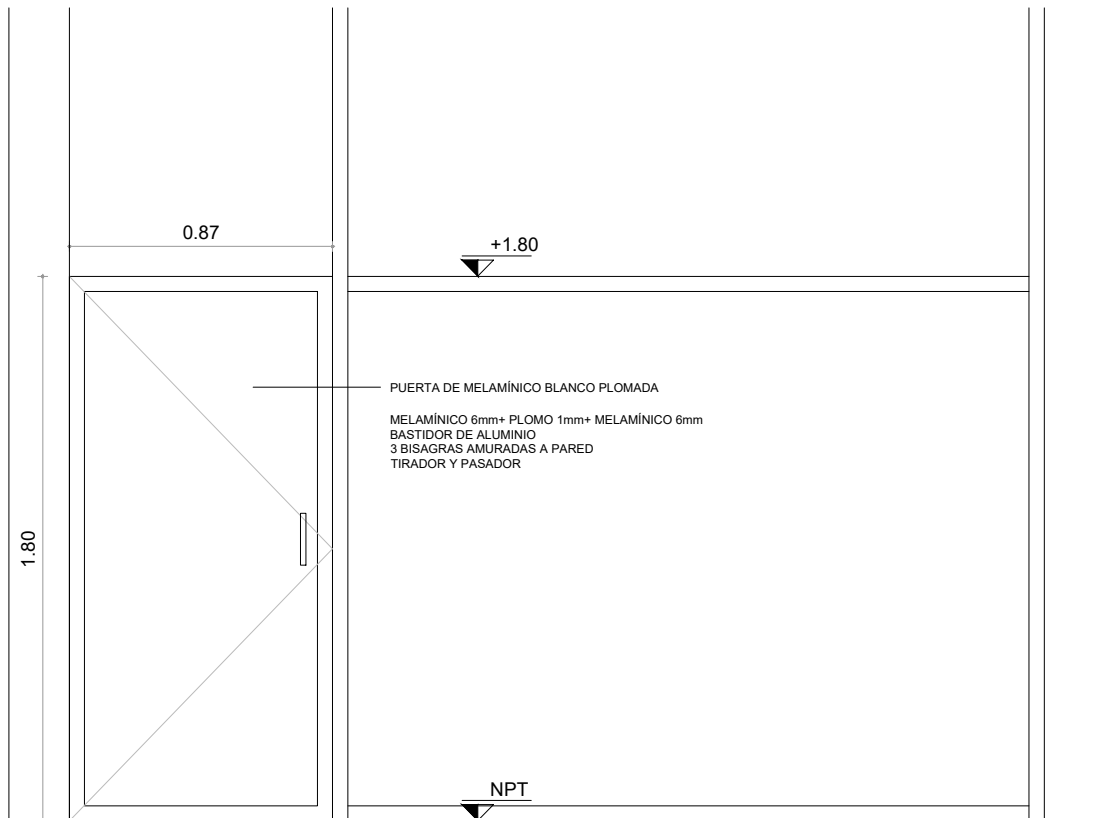 0.87
+1.80
PUERTA DE MELAMÍNICO BLANCO PLOMADA
MELAMÍNICO 6mm+ PLOMO 1mm+ MELAMÍNICO 6mm
BASTIDOR DE ALUMINIO
3 BISAGRAS AMURADAS A PARED
TIRADOR Y PASADOR
1.80
NPT